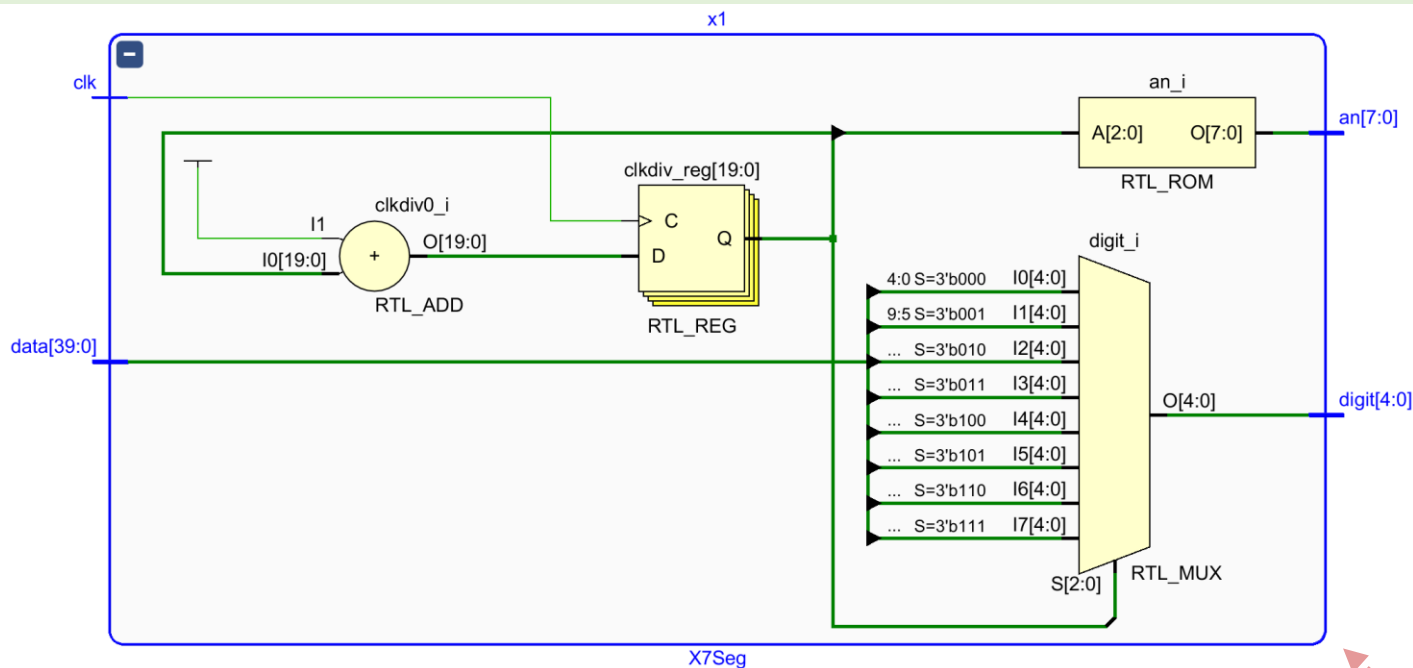 x1
−
clk
an_i
A[2:0] O[7:0]
an[7:0]
RTL_ROM
clkdiv_reg[19:0]
C
D
Q
RTL_REG
clkdiv0_i
I1
I0[19:0]
+
O[19:0]
RTL_ADD
digit_i
data[39:0]
4:0 S=3'b000 I0[4:0]
9:5 S=3'b001 I1[4:0]
... S=3'b010 I2[4:0]
... S=3'b011 I3[4:0]
... S=3'b100 I4[4:0]
... S=3'b101 I5[4:0]
... S=3'b110 I6[4:0]
... S=3'b111 I7[4:0]
O[4:0]
digit[4:0]
S[2:0]
RTL_MUX
X7Seg